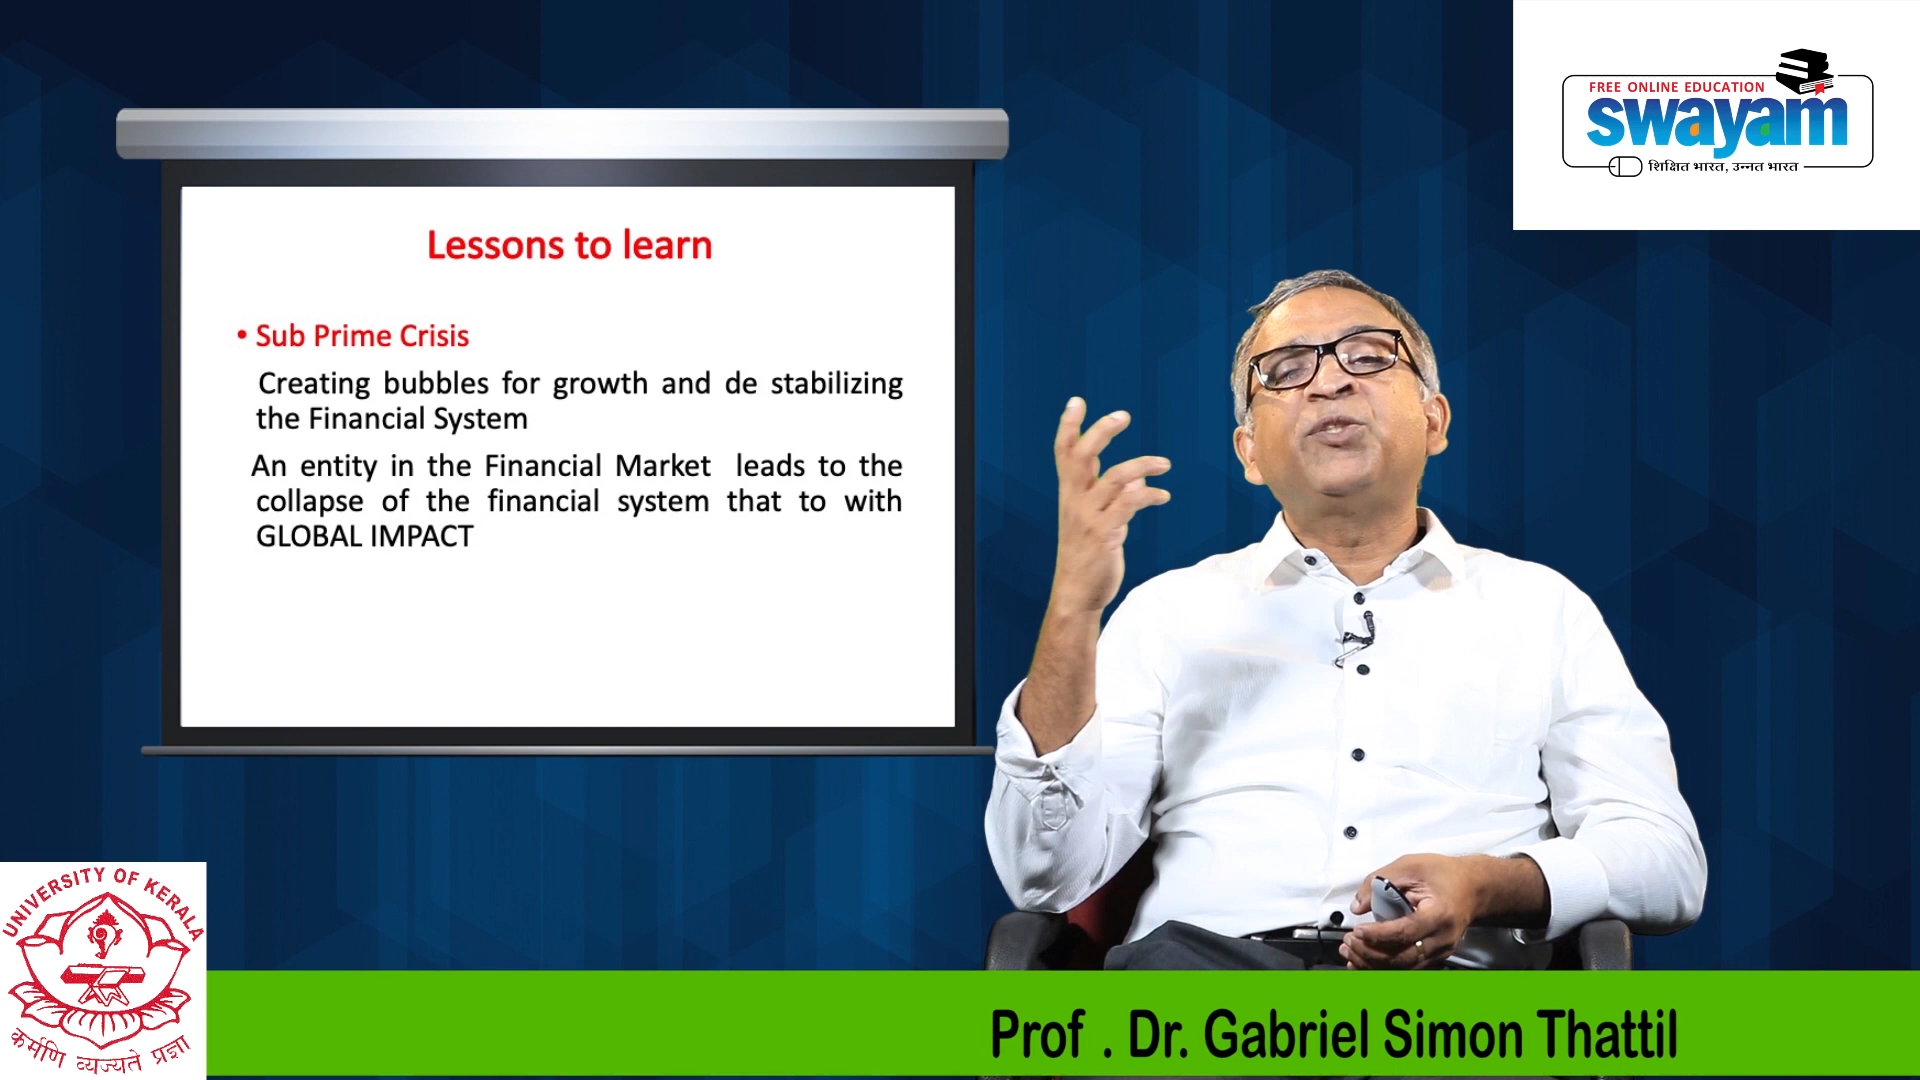 FREE ONLINE EDUCATION
swayam
शिक्षित भारत, उन्नत भारत
Lessons to learn
• Sub Prime Crisis
Creating bubbles for growth and de stabilizing
the Financial System
An entity in the Financial Market leads to the
collapse of the financial system that to with
GLOBAL IMPACT
UNIVERSITY OF KERALA
कर्मणि व्यज्यते प्रज्ञा
Prof . Dr. Gabriel Simon Thattil